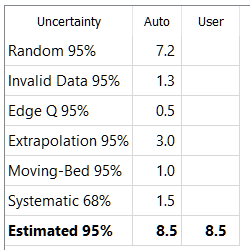 Uncertainty Auto User
Random 95% 7.2
Invalid Data 95% 1.3
Edge Q 95% 0.5
Extrapolation 95% 3.0
Moving-Bed 95% 1.0
Systematic 68% 1.5
Estimated 95% 8.5 8.5